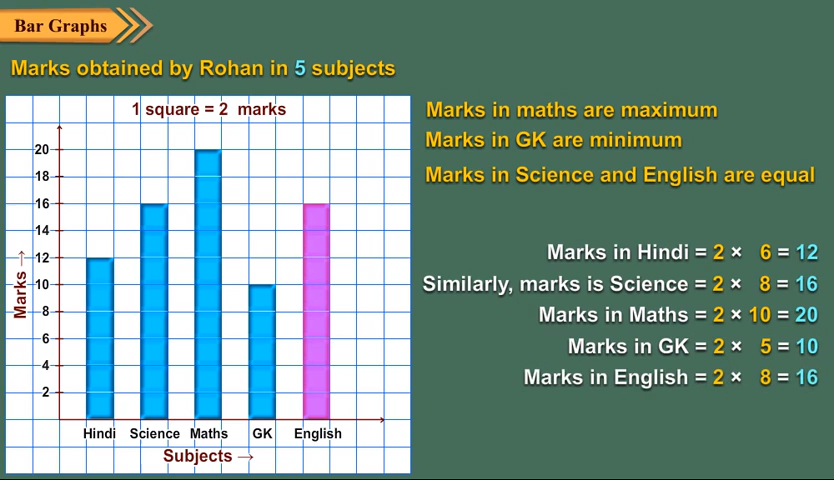 Bar Graphs
Marks obtained by Rohan in 5 subjects
1 square = 2 marks
20
18
16
14
12
10
8
6
4
2
Marks →
Hindi Science Maths GK English
Subjects →
Marks in maths are maximum
Marks in GK are minimum
Marks in Science and English are equal
Marks in Hindi = 2 × 6 = 12
Similarly, marks is Science = 2 × 8 = 16
Marks in Maths = 2 × 10 = 20
Marks in GK = 2 × 5 = 10
Marks in English = 2 × 8 = 16